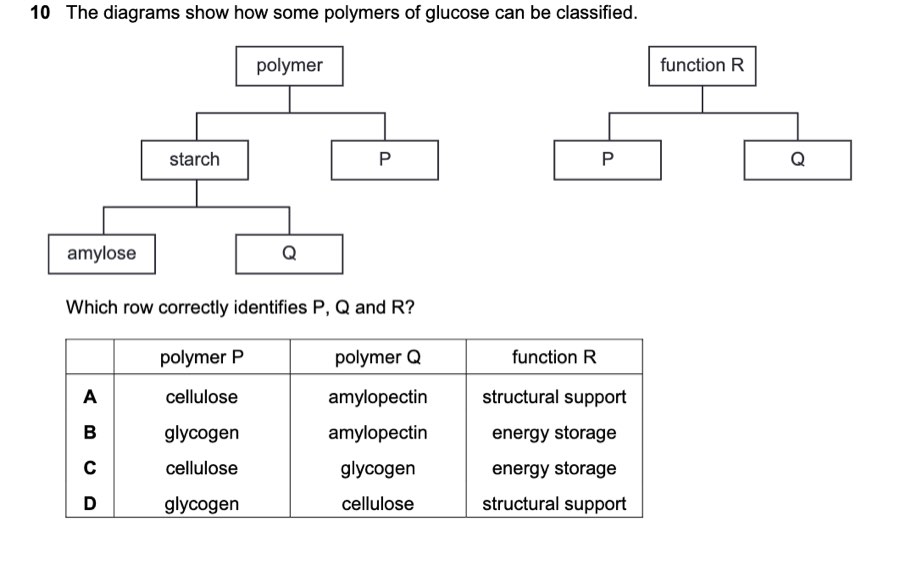 10 The diagrams show how some polymers of glucose can be classified.
polymer
function R
starch
P
P
Q
amylose
Q
Which row correctly identifies P, Q and R?
polymer P polymer Q function R
A cellulose amylopectin structural support
B glycogen amylopectin energy storage
C cellulose glycogen energy storage
D glycogen cellulose structural support